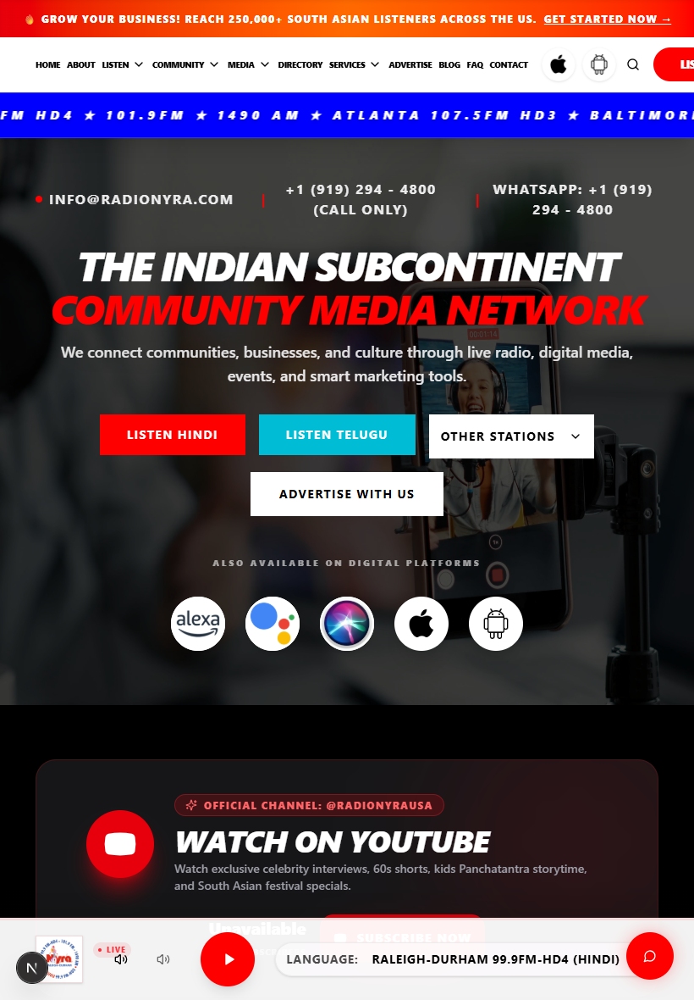 🔥 GROW YOUR BUSINESS! REACH 250,000+ SOUTH ASIAN LISTENERS ACROSS THE US. GET STARTED NOW →
HOME ABOUT LISTEN COMMUNITY MEDIA DIRECTORY SERVICES ADVERTISE BLOG FAQ CONTACT
FM HD4 ★ 101.9FM ★ 1490 AM ★ ATLANTA 107.5FM HD3 ★
INFO@RADIONYRA.COM | +1 (919) 294 - 4800 (CALL ONLY) | WHATSAPP: +1 (919) 294 - 4800
THE INDIAN SUBCONTINENT
COMMUNITY MEDIA NETWORK
We connect communities, businesses, and culture through live radio, digital media,
events, and smart marketing tools.
00:01:14
LISTEN HINDI
LISTEN TELUGU
OTHER STATIONS
ADVERTISE WITH US
1x
ALSO AVAILABLE ON DIGITAL PLATFORMS
alexa
OFFICIAL CHANNEL: @RADIONYRAUSA
WATCH ON YOUTUBE
Watch exclusive celebrity interviews, 60s shorts, kids Panchatantra storytime,
and South Asian festival specials.
Unavailable
SUBSCRIBE NOW
LIVE
LANGUAGE: RALEIGH-DURHAM 99.9FM-HD4 (HINDI)
N